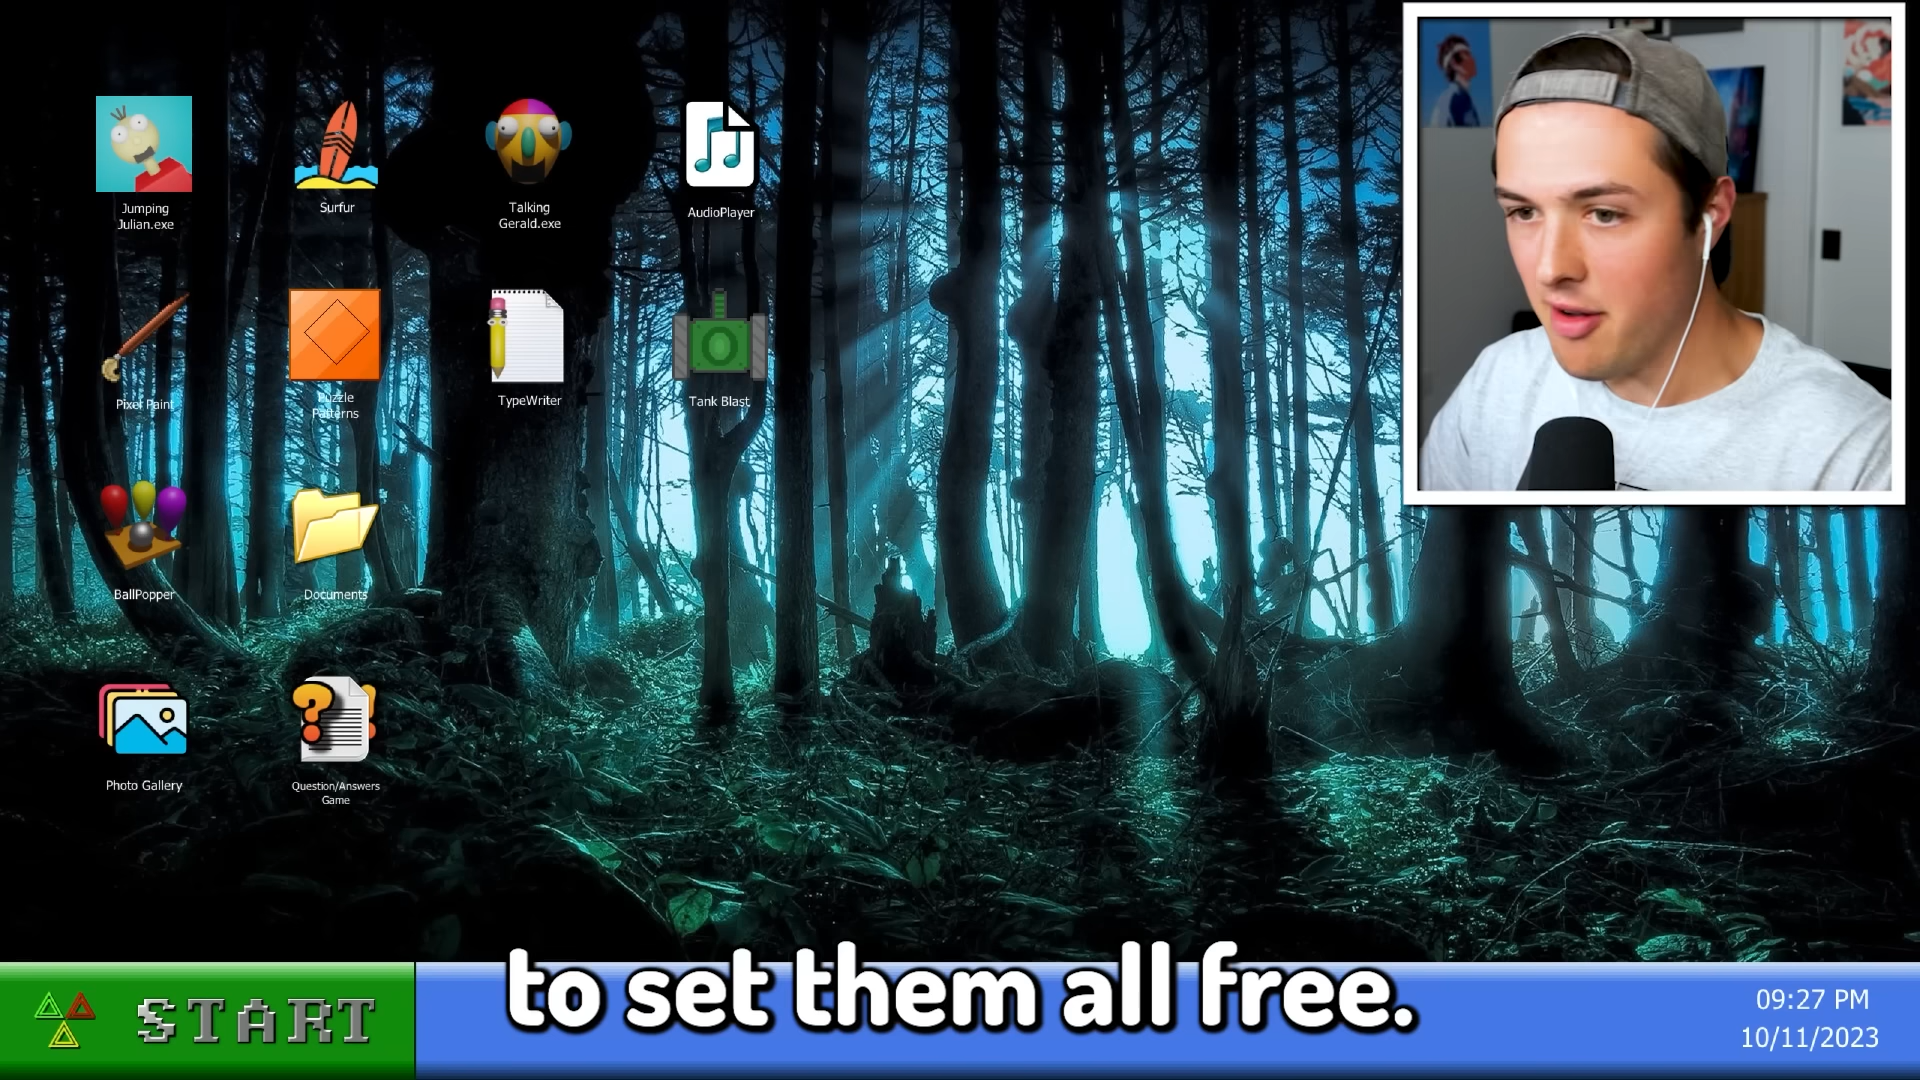 Jumping
Julian.exe
Surfur
Talking
Gerald.exe
AudioPlayer
Pixel Paint
Puzzle
Patterns
TypeWriter
Tank Blast
BallPopper
Documents
Photo Gallery
Question/Answers
Game
to set them all free.
START
09:27 PM
10/11/2023